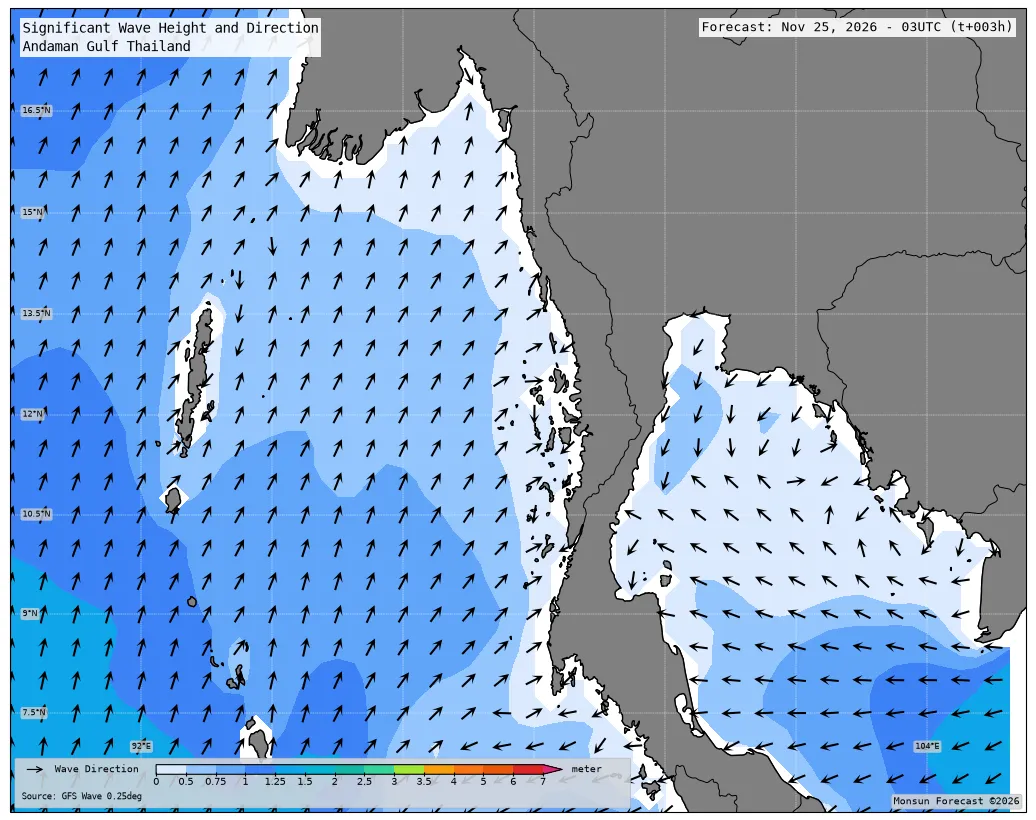 Significant Wave Height and Direction
Andaman Gulf Thailand
Forecast: Nov 25, 2026 - 03UTC (t+003h)
16.5°N
15°N
13.5°N
12°N
10.5°N
9°N
7.5°N
92°E
104°E
Wave Direction
meter
0 0.5 0.75 1 1.25 1.5 2 2.5 3 3.5 4 5 6 7
Source: GFS Wave 0.25deg
Monsun Forecast ©2026